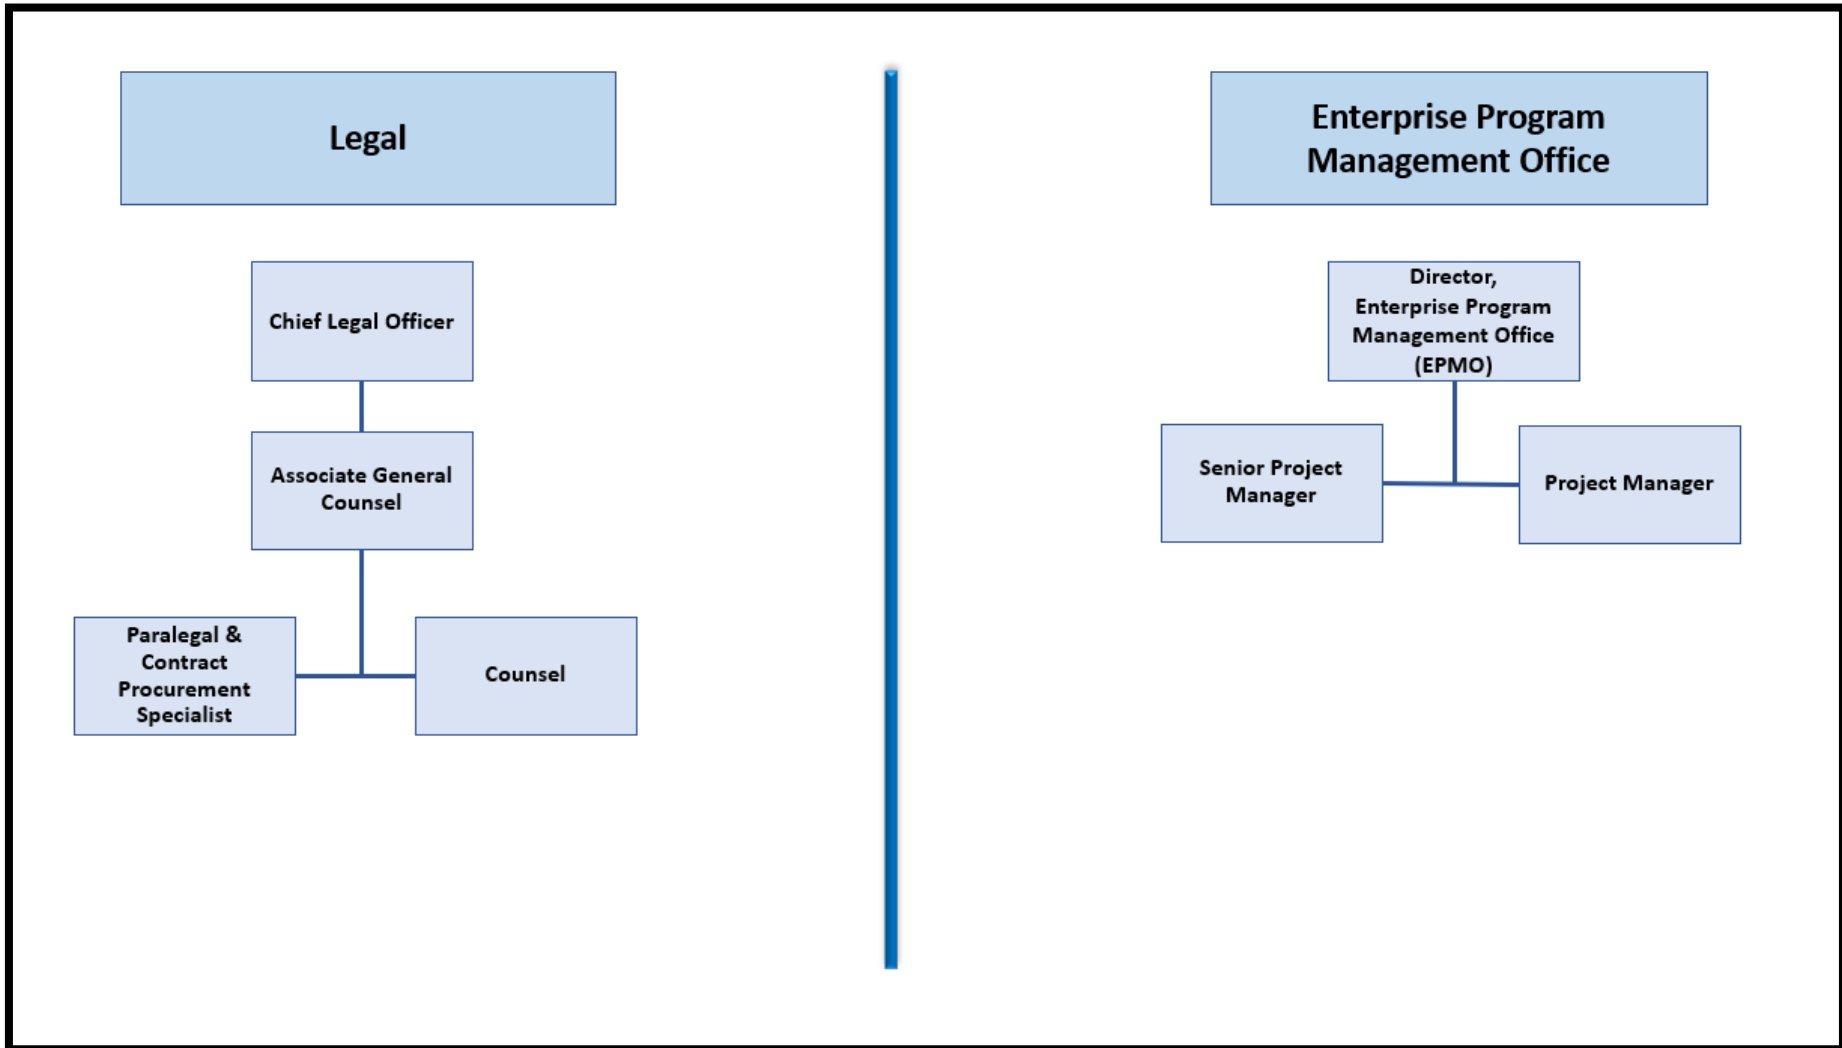 Legal
Chief Legal Officer
Associate General
Counsel
Paralegal &
Contract
Procurement
Specialist
Counsel
Enterprise Program
Management Office
Director,
Enterprise Program
Management Office
(EPMO)
Senior Project
Manager
Project Manager